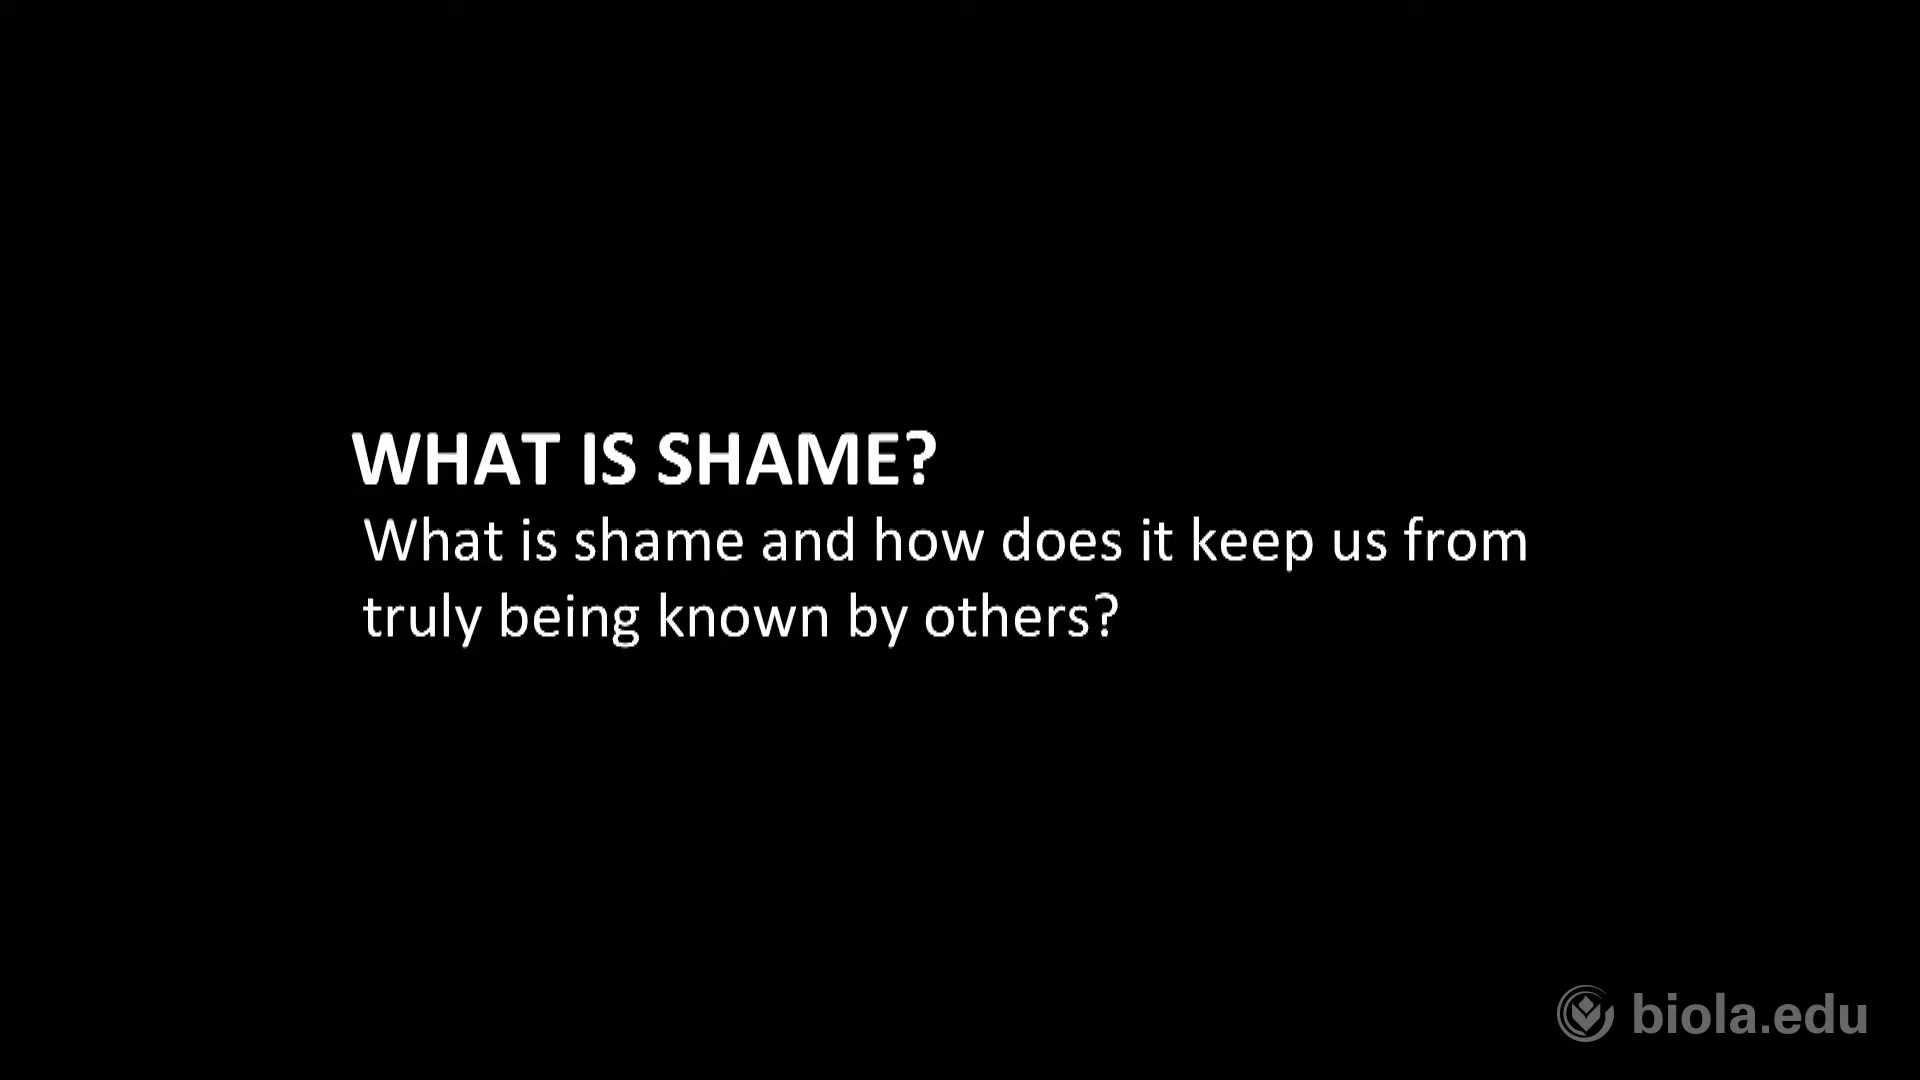 WHAT IS SHAME?
What is shame and how does it keep us from
truly being known by others?
biola.edu